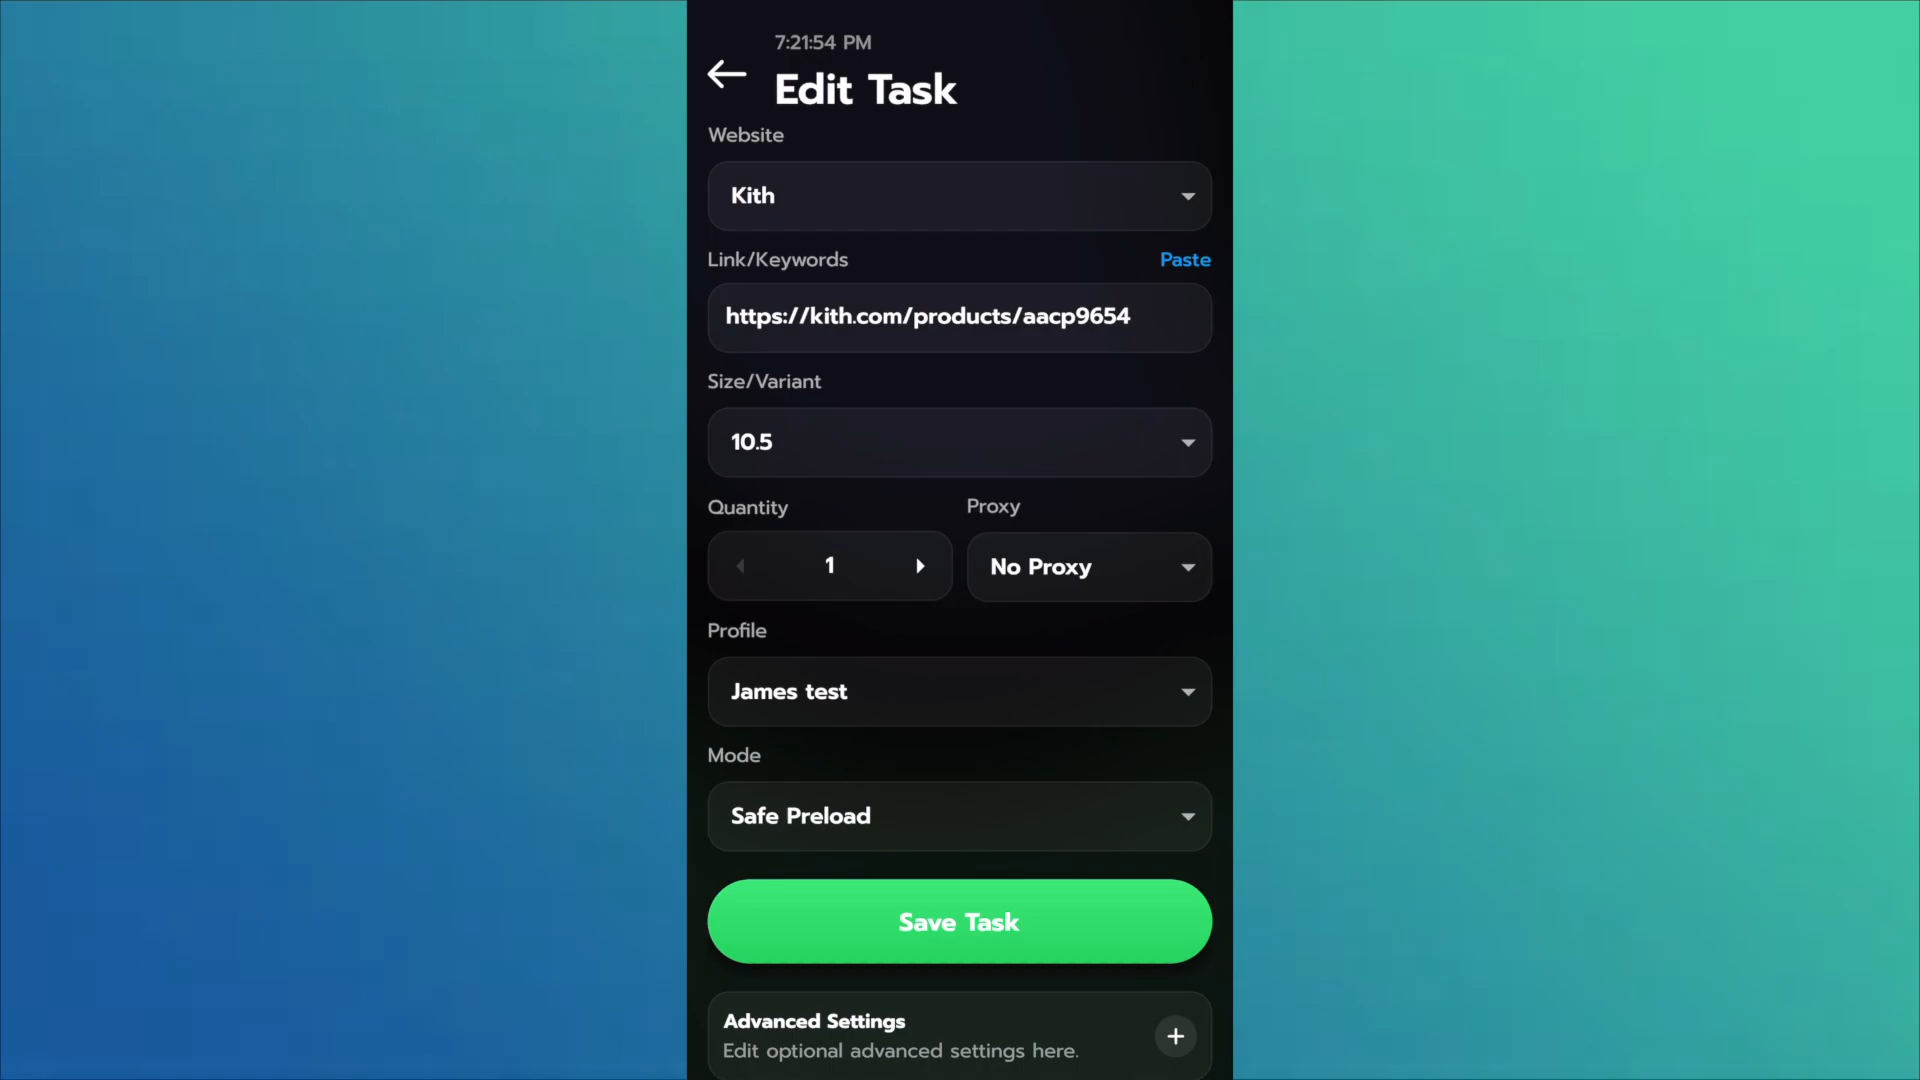 7:21:54 PM
Edit Task
Website
Kith
Link/Keywords Paste
https://kith.com/products/aacp9654
Size/Variant
10.5
Quantity Proxy
1 No Proxy
Profile
James test
Mode
Safe Preload
Save Task
Advanced Settings
Edit optional advanced settings here.